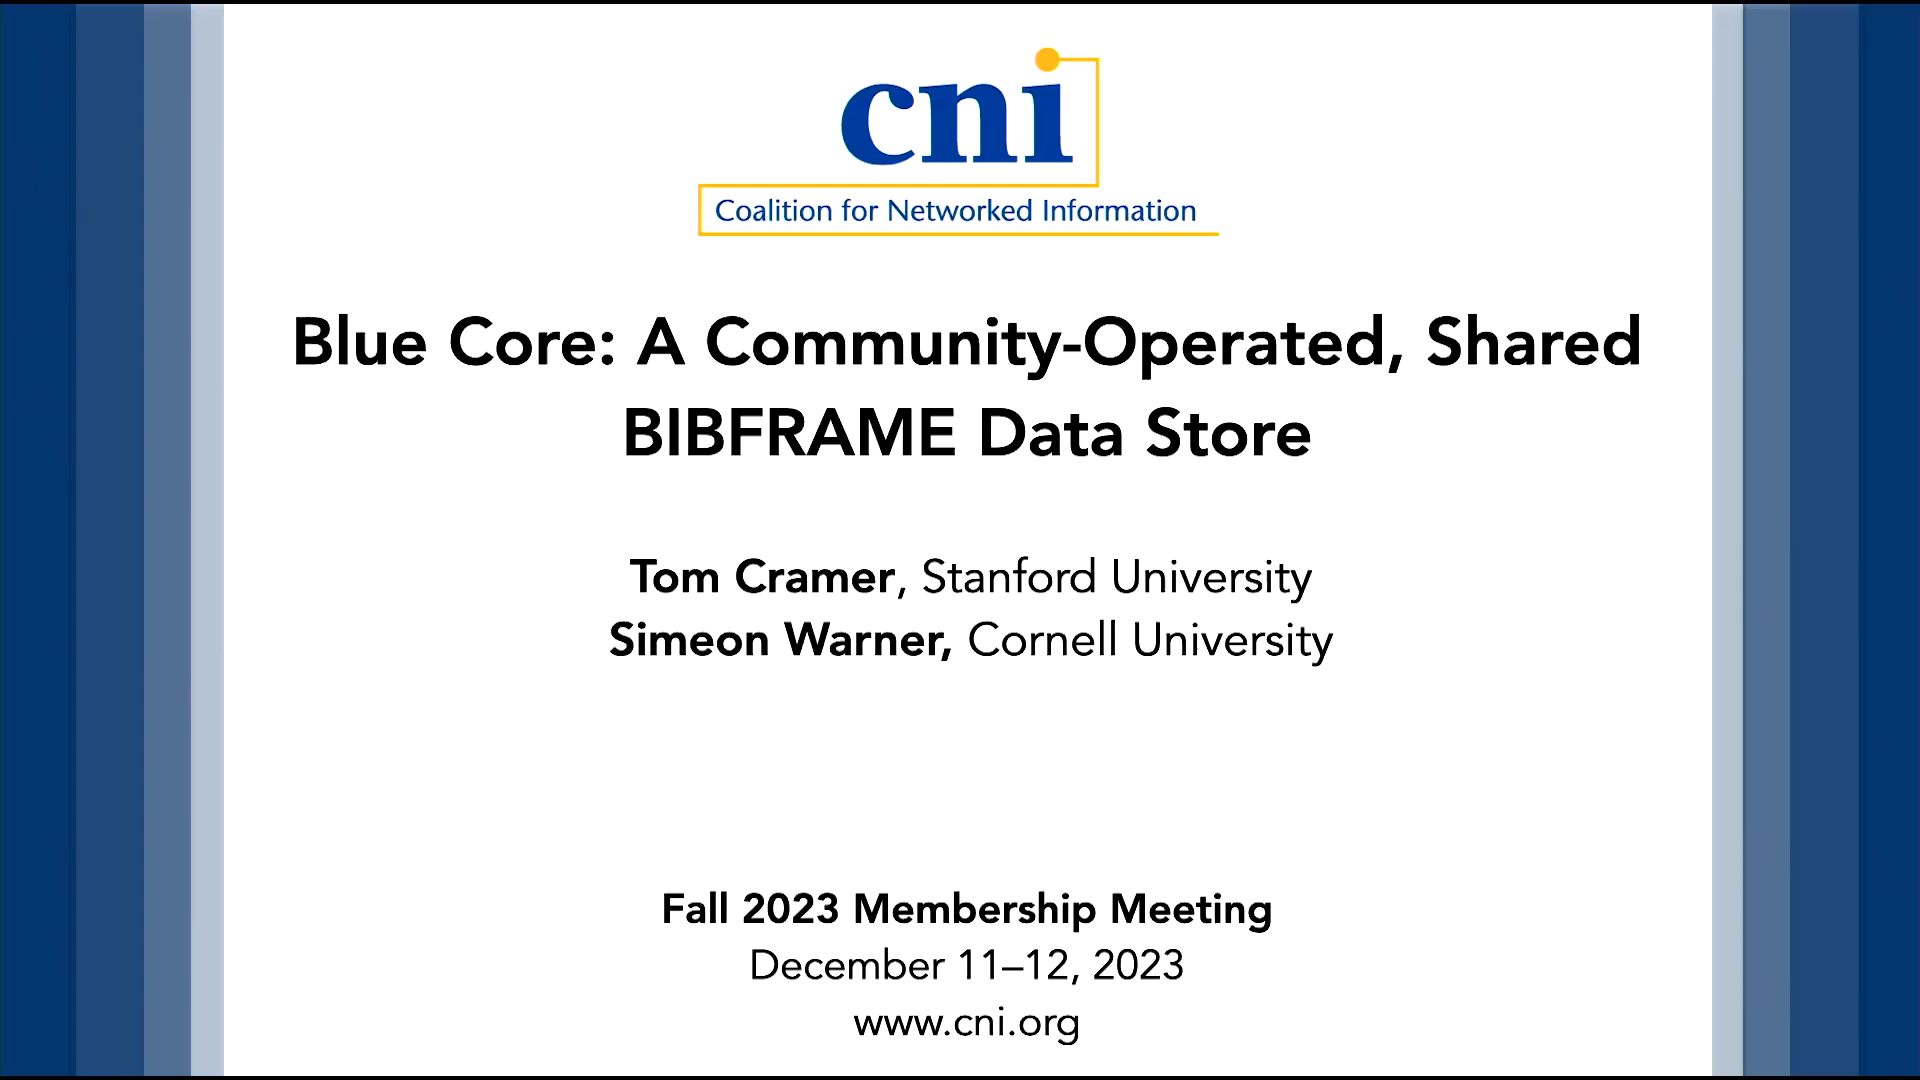 cni
Coalition for Networked Information
Blue Core: A Community-Operated, Shared
BIBFRAME Data Store
Tom Cramer, Stanford University
Simeon Warner, Cornell University
Fall 2023 Membership Meeting
December 11–12, 2023
www.cni.org